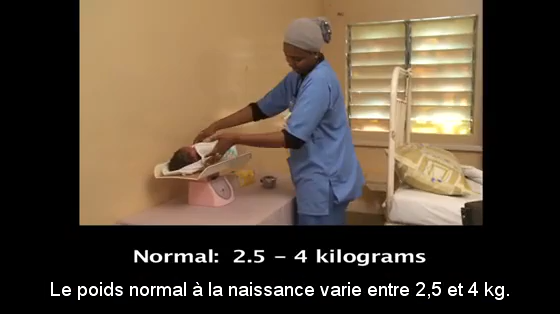 Normal: 2.5 – 4 kilograms
Le poids normal à la naissance varie entre 2,5 et 4 kg.